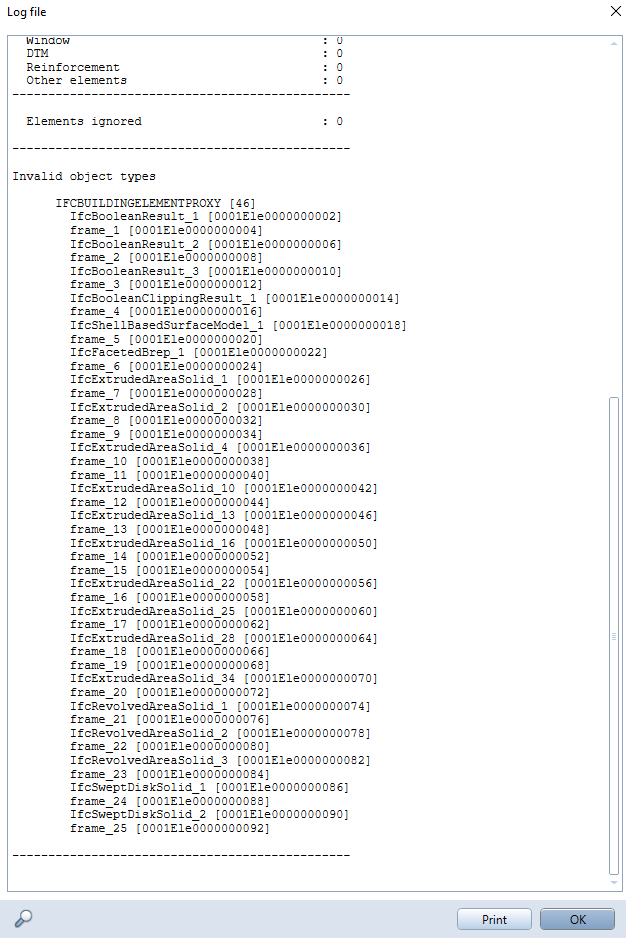 Log file
Window : 0
DTM : 0
Reinforcement : 0
Other elements : 0
-----------------------------------------------
Elements ignored : 0
-----------------------------------------------
Invalid object types
IFCBUILDINGELEMENTPROXY [46]
IfcBooleanResult_1 [0001Ele0000000002]
frame_1 [0001Ele0000000004]
IfcBooleanResult_2 [0001Ele0000000006]
frame_2 [0001Ele0000000008]
IfcBooleanResult_3 [0001Ele0000000010]
frame_3 [0001Ele0000000012]
IfcBooleanClippingResult_1 [0001Ele0000000014]
frame_4 [0001Ele0000000016]
IfcShellBasedSurfaceModel_1 [0001Ele0000000018]
frame_5 [0001Ele0000000020]
IfcFacetedBrep_1 [0001Ele0000000022]
frame_6 [0001Ele0000000024]
IfcExtrudedAreaSolid_1 [0001Ele0000000026]
frame_7 [0001Ele0000000028]
IfcExtrudedAreaSolid_2 [0001Ele0000000030]
frame_8 [0001Ele0000000032]
frame_9 [0001Ele0000000034]
IfcExtrudedAreaSolid_4 [0001Ele0000000036]
frame_10 [0001Ele0000000038]
frame_11 [0001Ele0000000040]
IfcExtrudedAreaSolid_10 [0001Ele0000000042]
frame_12 [0001Ele0000000044]
IfcExtrudedAreaSolid_13 [0001Ele0000000046]
frame_13 [0001Ele0000000048]
IfcExtrudedAreaSolid_16 [0001Ele0000000050]
frame_14 [0001Ele0000000052]
frame_15 [0001Ele0000000054]
IfcExtrudedAreaSolid_22 [0001Ele0000000056]
frame_16 [0001Ele0000000058]
IfcExtrudedAreaSolid_25 [0001Ele0000000060]
frame_17 [0001Ele0000000062]
IfcExtrudedAreaSolid_28 [0001Ele0000000064]
frame_18 [0001Ele0000000066]
frame_19 [0001Ele0000000068]
IfcExtrudedAreaSolid_34 [0001Ele0000000070]
frame_20 [0001Ele0000000072]
IfcRevolvedAreaSolid_1 [0001Ele0000000074]
frame_21 [0001Ele0000000076]
IfcRevolvedAreaSolid_2 [0001Ele0000000078]
frame_22 [0001Ele0000000080]
IfcRevolvedAreaSolid_3 [0001Ele0000000082]
frame_23 [0001Ele0000000084]
IfcSweptDiskSolid_1 [0001Ele0000000086]
frame_24 [0001Ele0000000088]
IfcSweptDiskSolid_2 [0001Ele0000000090]
frame_25 [0001Ele0000000092]
-----------------------------------------------
Print OK